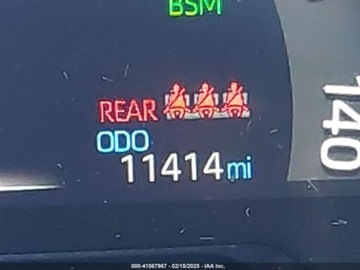 BSM
REAR
ODO
11414 mi
140
000-41567967 - 02/15/2025 - IAA Inc.